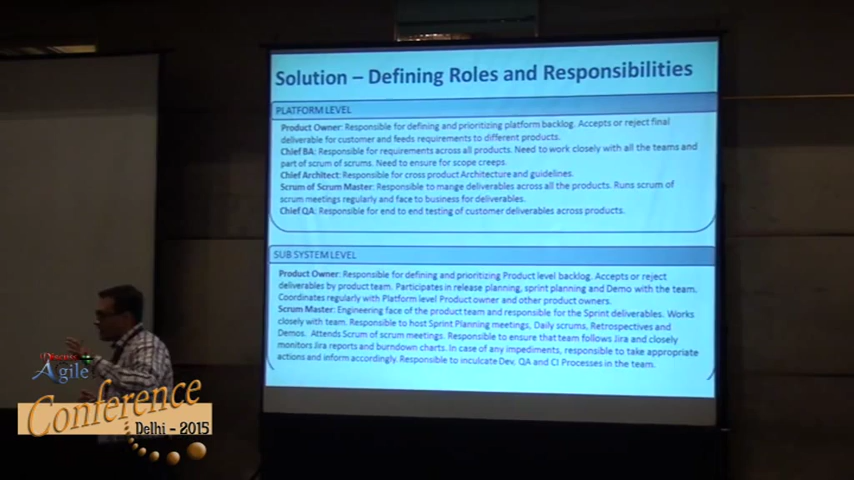 Solution – Defining Roles and Responsibilities
PLATFORM LEVEL
Product Owner: Responsible for defining and prioritizing platform backlog. Accepts or reject final
deliverable for customer and feeds requirements to different products.
Chief BA: Responsible for requirements across all products. Need to work closely with all the teams and
part of scrum of scrums. Need to ensure for scope creeps.
Chief Architect: Responsible for cross product Architecture and guidelines.
Scrum of Scrum Master: Responsible to mange deliverables across all the products. Runs scrum of
scrum meetings regularly and face to business for deliverables.
Chief QA: Responsible for end to end testing of customer deliverables across products.
SUB SYSTEM LEVEL
Product Owner: Responsible for defining and prioritizing Product level backlog. Accepts or reject
deliverables by product team. Participates in release planning, sprint planning and Demo with the team.
Coordinates regularly with Platform level Product owner and other product owners.
Scrum Master: Engineering face of the product team and responsible for the Sprint deliverables. Works
closely with team. Responsible to host Sprint Planning meetings, Daily scrums, Retrospectives and
Demos. Attends Scrum of scrum meetings. Responsible to ensure that team follows Jira and closely
monitors Jira reports and burndown charts. In case of any impediments, responsible to take appropriate
actions and inform accordingly. Responsible to inculcate Dev, QA and CI Processes in the team.
Agile
Conference
Delhi - 2015